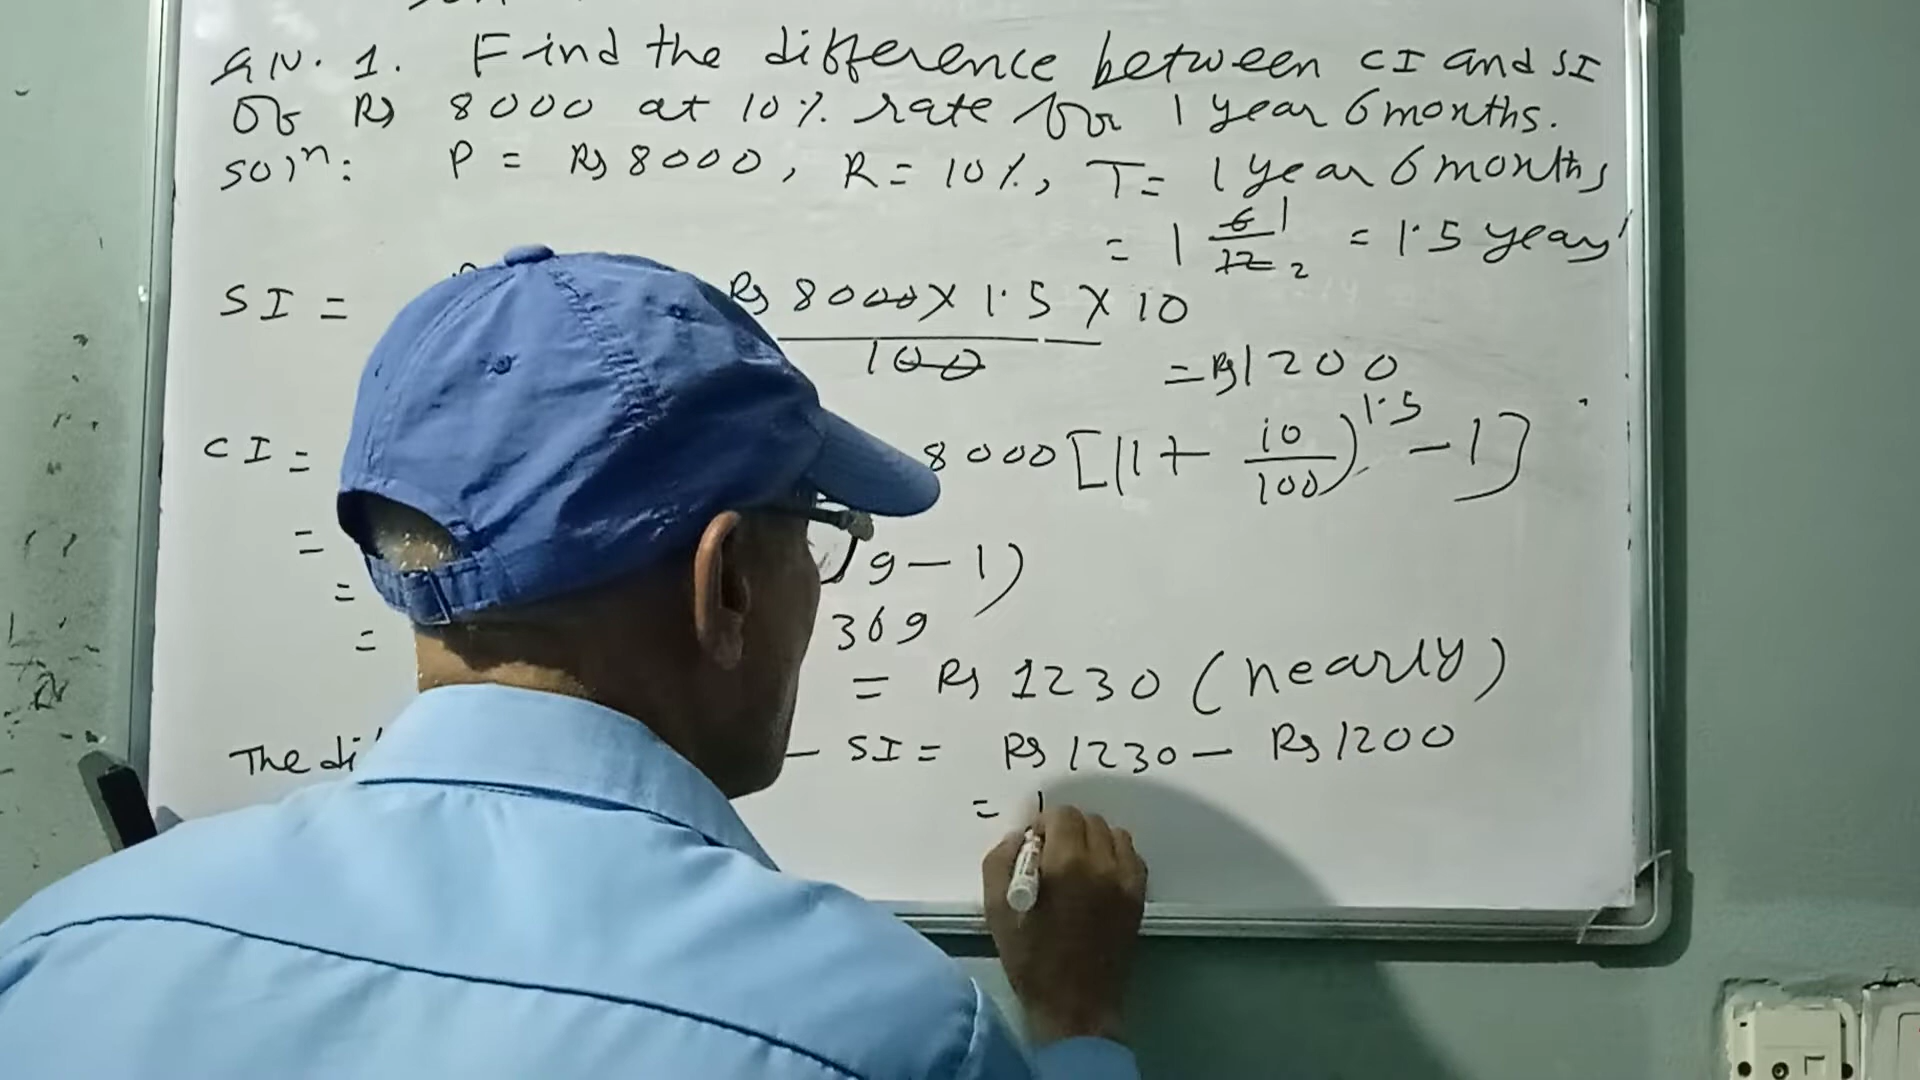 QN. 1. Find the difference between CI and SI
Of Rs 8000 at 10% rate for 1 year 6 months.
Solⁿ: P = Rs 8000, R = 10%, T = 1 year 6 months
= 1 6/12 1/2 = 1.5 years
SI = Rs 8000 X 1.5 X 10
100
= Rs 1200
CI = 8000 [(1 + 10/100)^1.5 - 1]
= 9 - 1)
=
= 369
= Rs 1230 (nearly)
The di - SI = Rs 1230 - Rs 1200
=